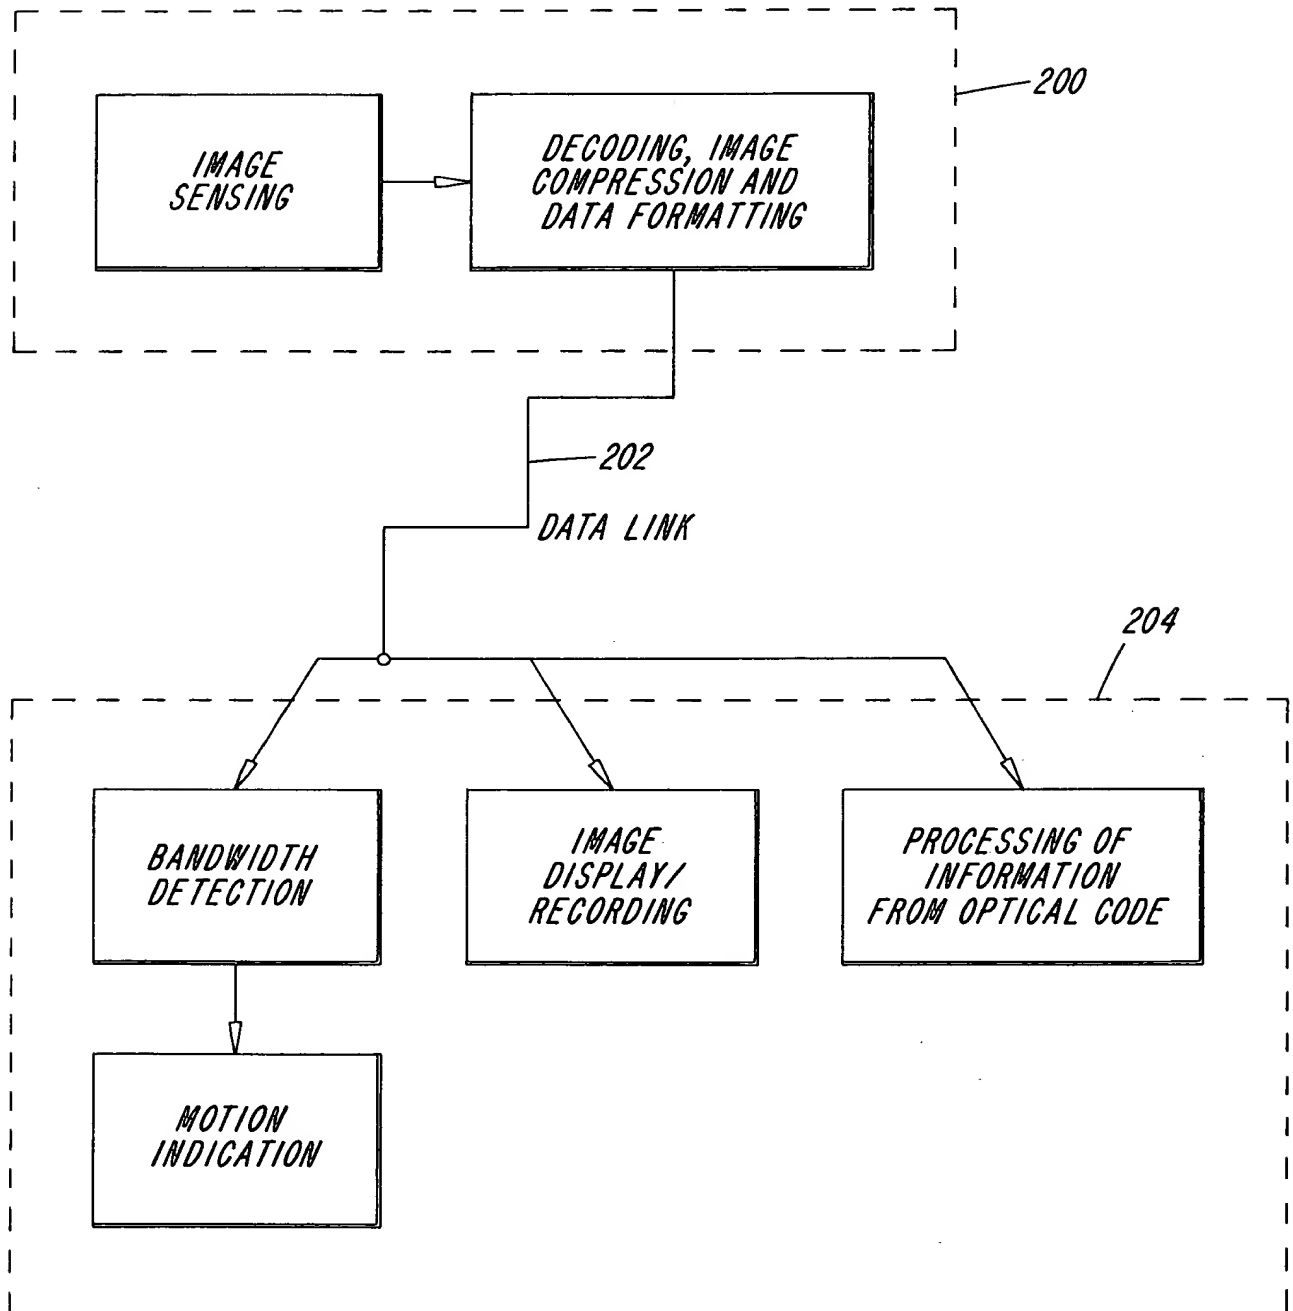 200
IMAGE
SENSING
DECODING, IMAGE
COMPRESSION AND
DATA FORMATTING
202
DATA LINK
204
BANDWIDTH
DETECTION
IMAGE
DISPLAY/
RECORDING
PROCESSING OF
INFORMATION
FROM OPTICAL CODE
MOTION
INDICATION